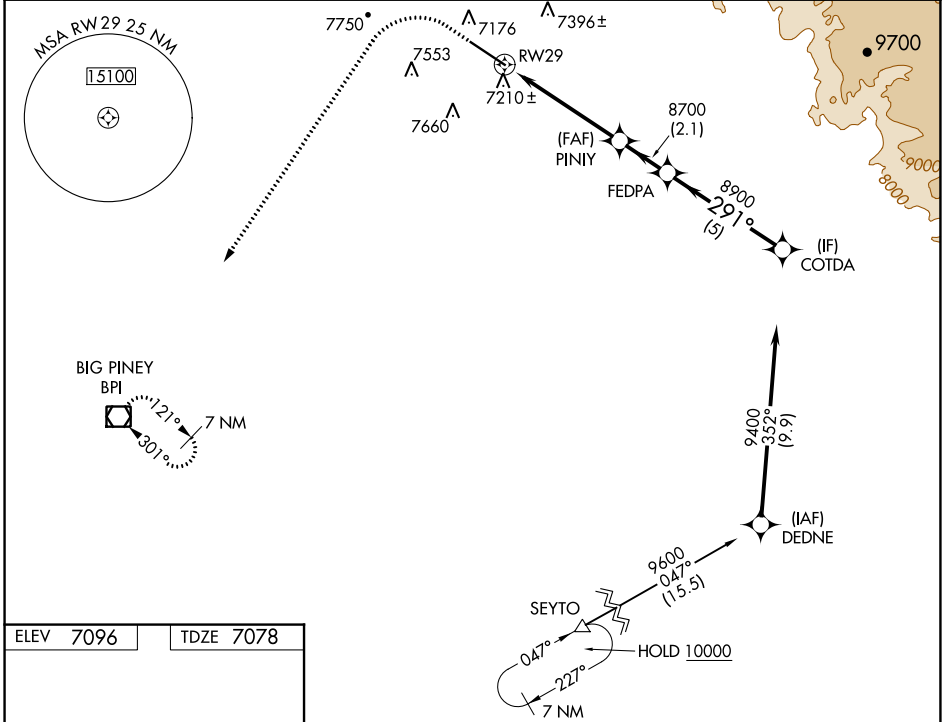 MSA RW29 25 NM
15100
7750
7176
7396±
7553
RW29
7210±
7660
9700
8700
(2.1)
(FAF)
PINIY
FEDPA
8900
291°
(5)
(IF)
COTDA
9000
8000
BIG PINEY
BPI
121°
301°
7 NM
9400
352°
(9.9)
(IAF)
DEDNE
9600
047°
(15.5)
SEYTO
047°
227°
HOLD 10000
7 NM
ELEV 7096
TDZE 7078